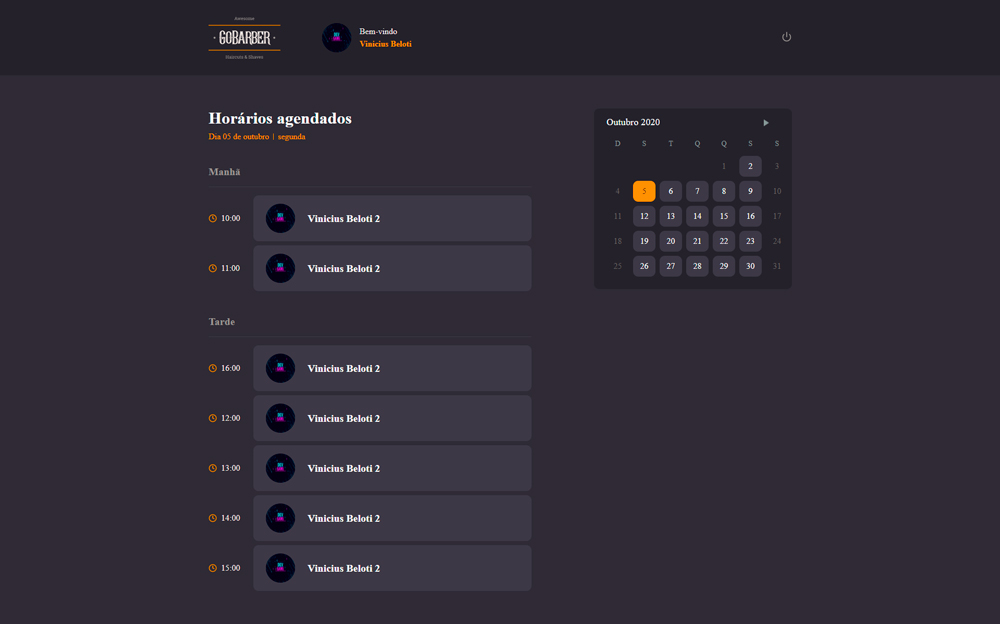 GOBARBER
Haircuts & Shaves
Bem-vindo
Vinicius Beloti
Horários agendados
Dia 05 de outubro | segunda
Manhã
10:00 Vinicius Beloti 2
11:00 Vinicius Beloti 2
Tarde
16:00 Vinicius Beloti 2
12:00 Vinicius Beloti 2
13:00 Vinicius Beloti 2
14:00 Vinicius Beloti 2
15:00 Vinicius Beloti 2
Outubro 2020
D S T Q Q S S
1 2 3
4 5 6 7 8 9 10
11 12 13 14 15 16 17
18 19 20 21 22 23 24
25 26 27 28 29 30 31